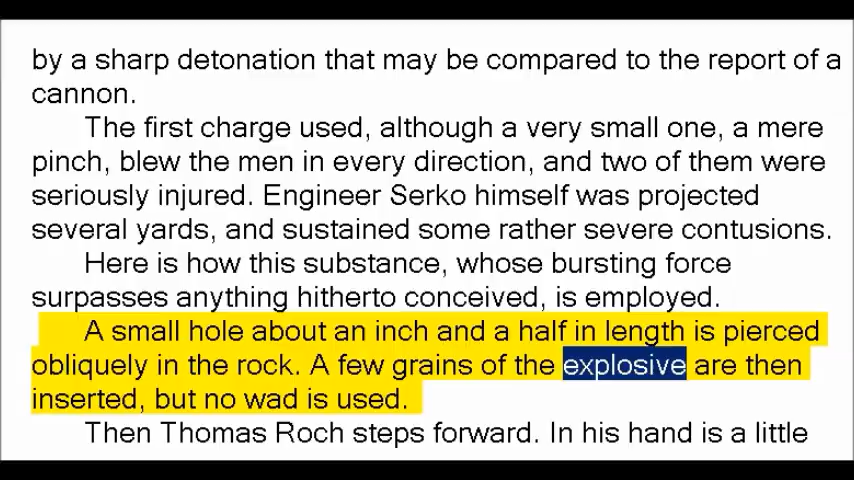 by a sharp detonation that may be compared to the report of a
cannon.
The first charge used, although a very small one, a mere
pinch, blew the men in every direction, and two of them were
seriously injured. Engineer Serko himself was projected
several yards, and sustained some rather severe contusions.
Here is how this substance, whose bursting force
surpasses anything hitherto conceived, is employed.
A small hole about an inch and a half in length is pierced
obliquely in the rock. A few grains of the explosive are then
inserted, but no wad is used.
Then Thomas Roch steps forward. In his hand is a little